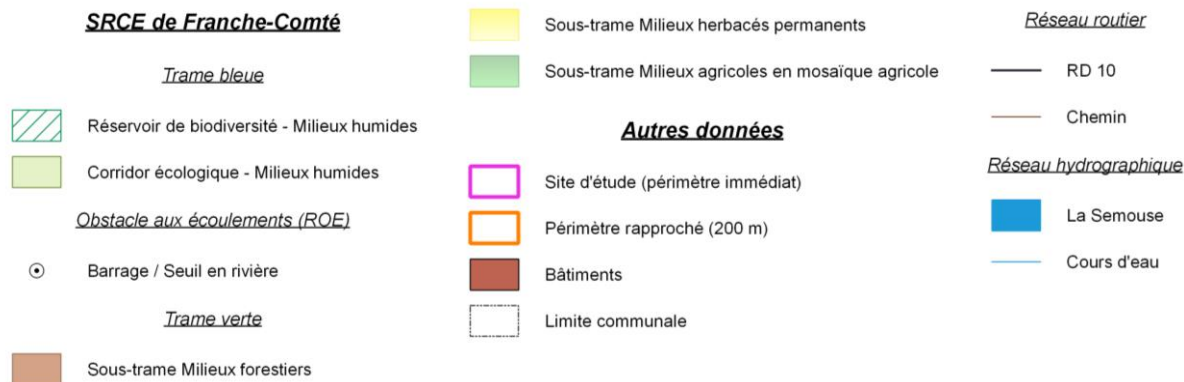 SRCE de Franche-Comté
Trame bleue
Réservoir de biodiversité - Milieux humides
Corridor écologique - Milieux humides
Obstacle aux écoulements (ROE)
Barrage / Seuil en rivière
Trame verte
Sous-trame Milieux forestiers
Sous-trame Milieux herbacés permanents
Sous-trame Milieux agricoles en mosaïque agricole
Autres données
Site d'étude (périmètre immédiat)
Périmètre rapproché (200 m)
Bâtiments
Limite communale
Réseau routier
RD 10
Chemin
Réseau hydrographique
La Semouse
Cours d'eau